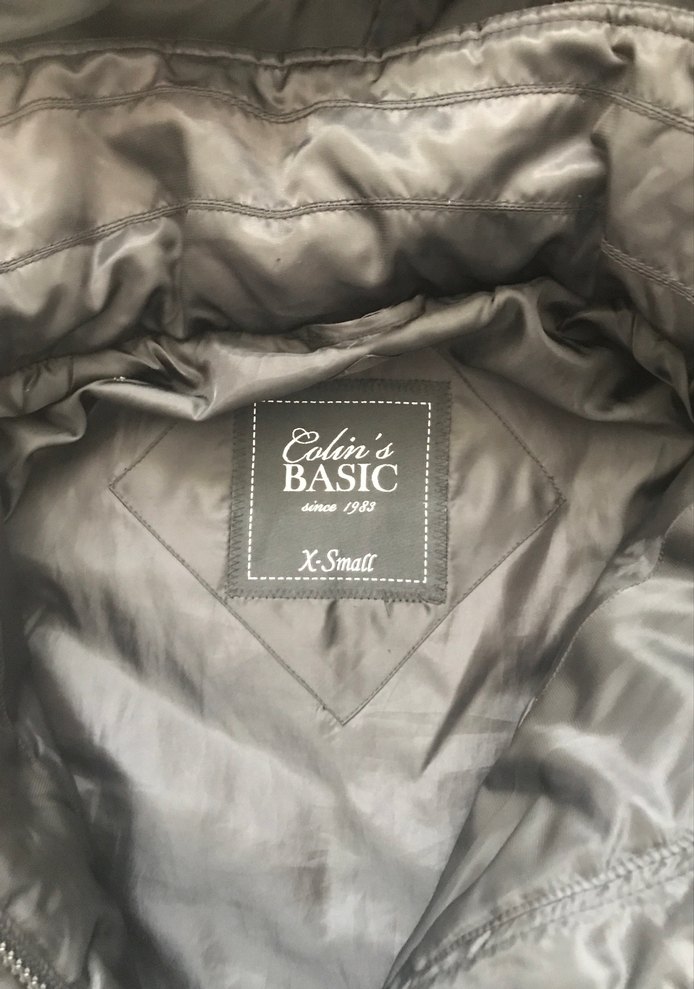 Colin's
BASIC
since 1983
X-Small